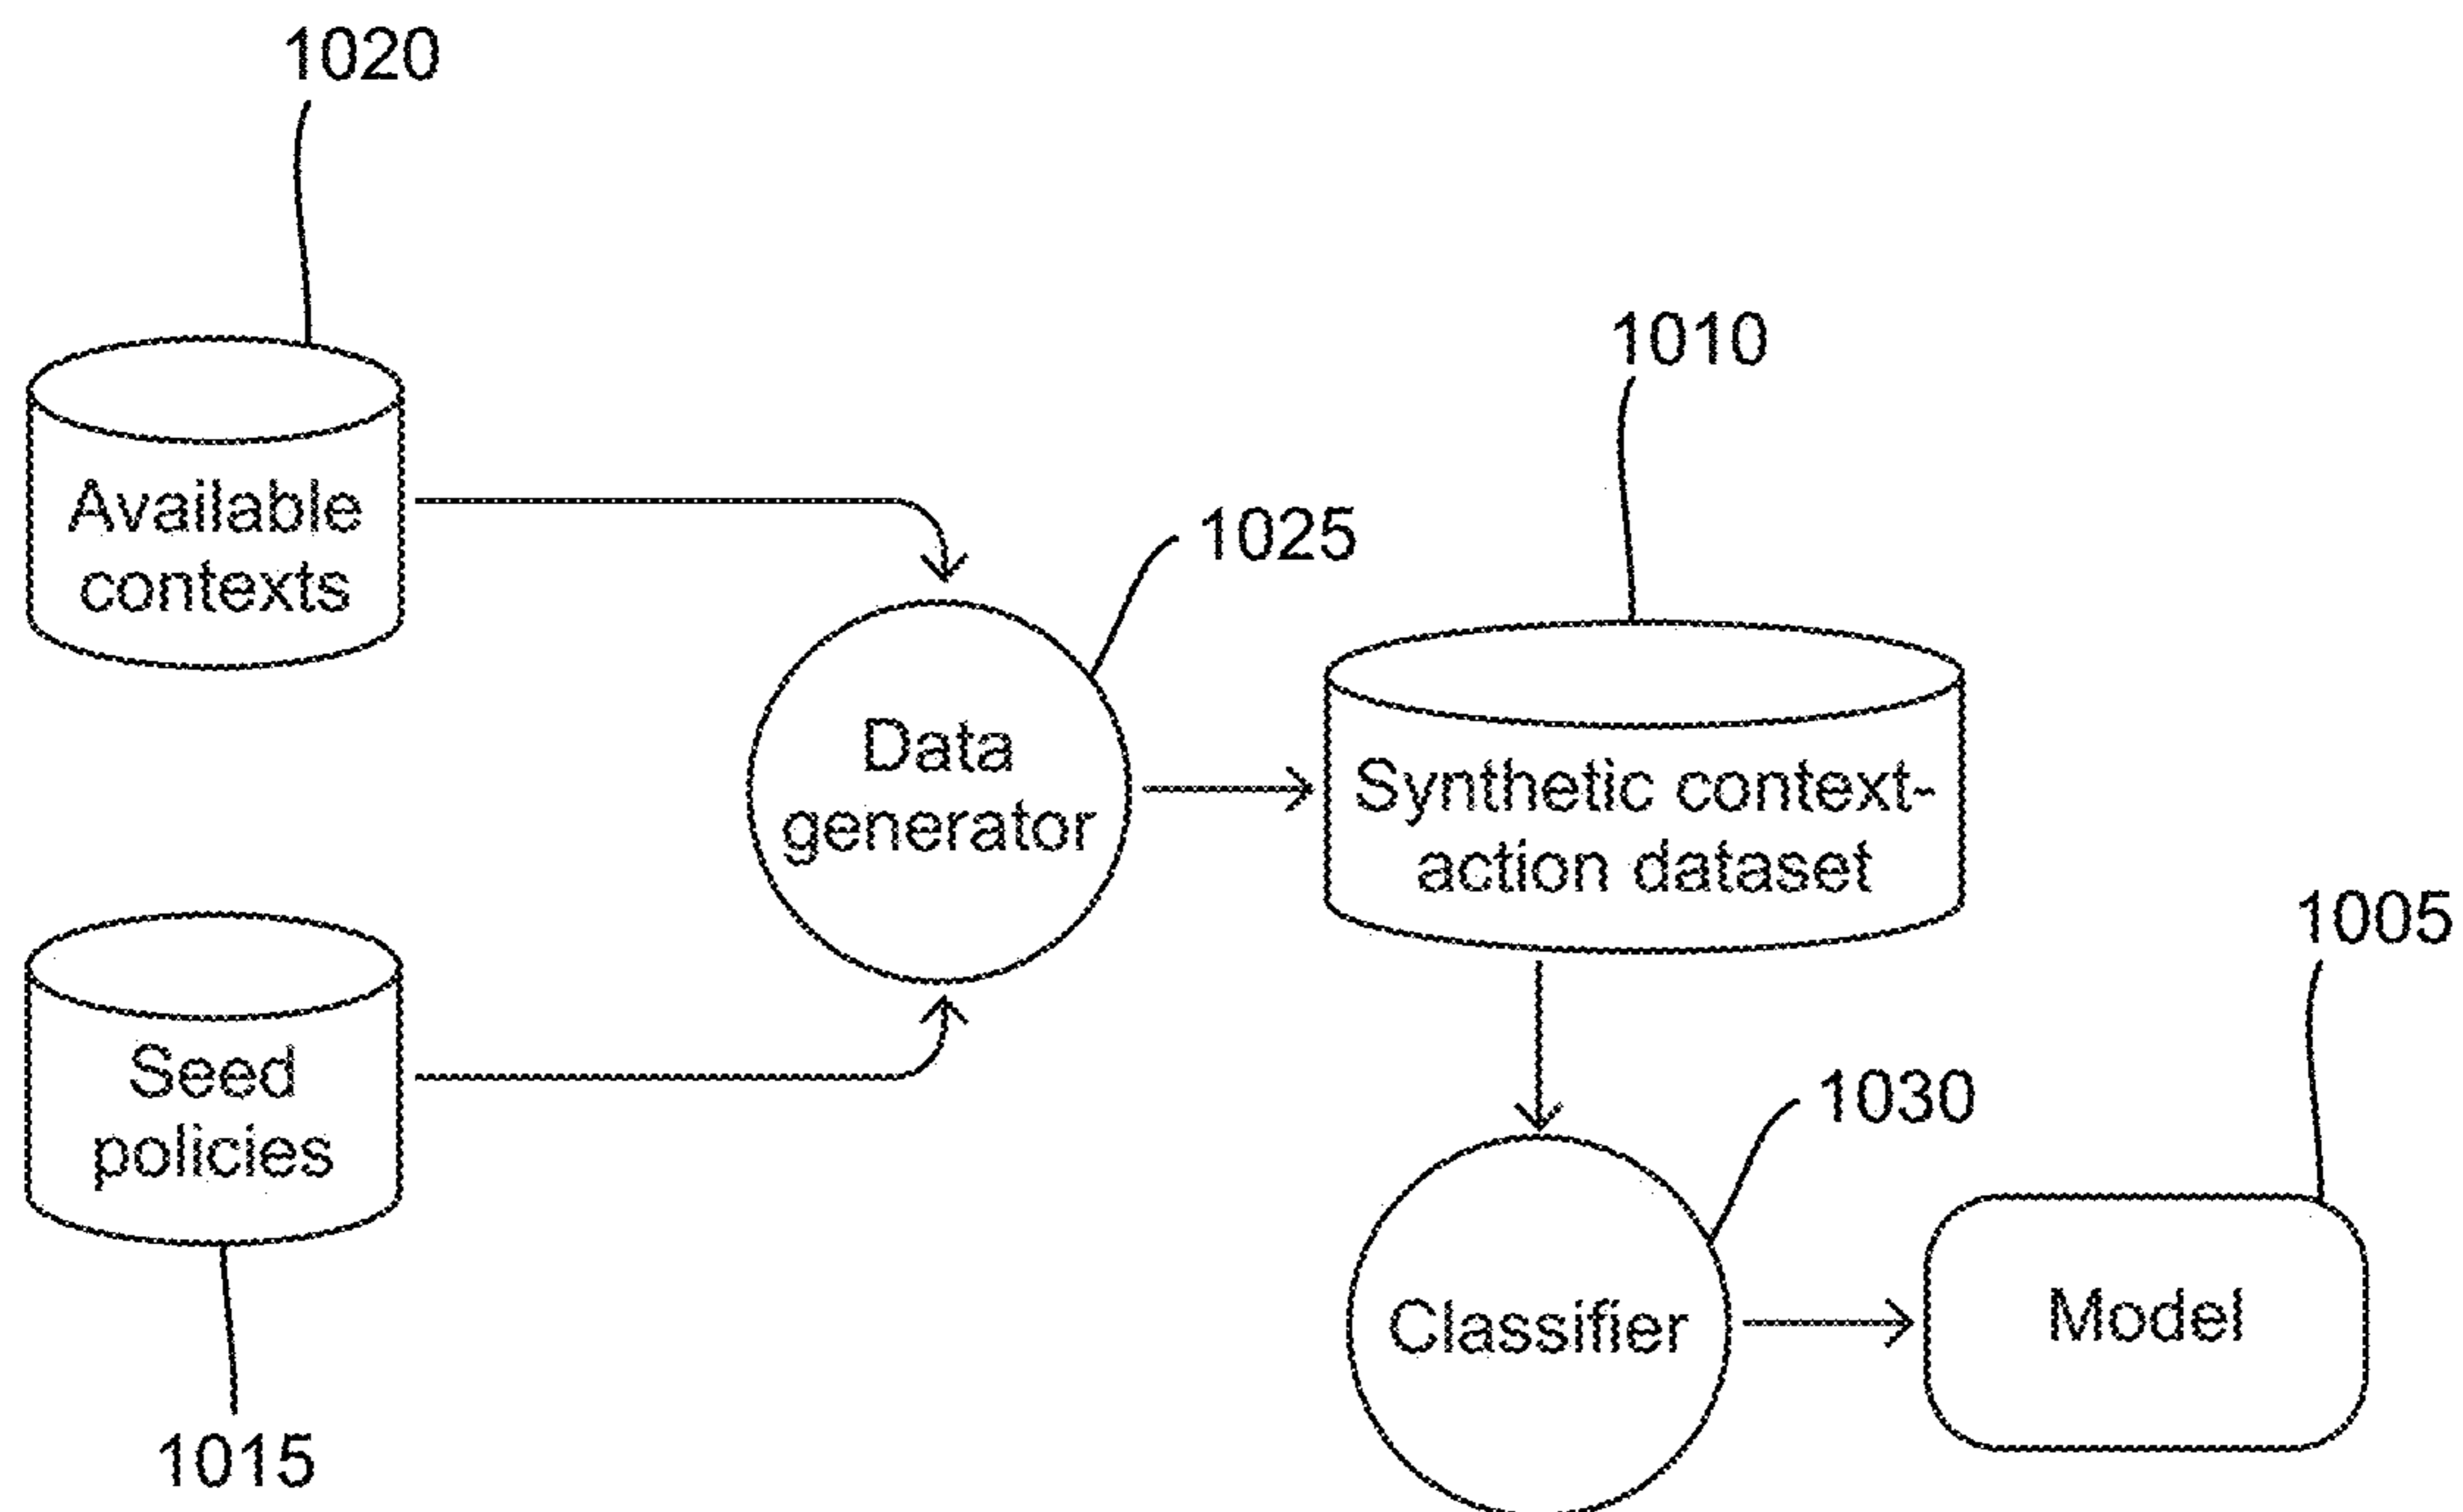 1020
1010
Available
contexts
1025
Data
generator
Synthetic context-
action dataset
1005
Seed
policies
1030
Classifier
Model
1015